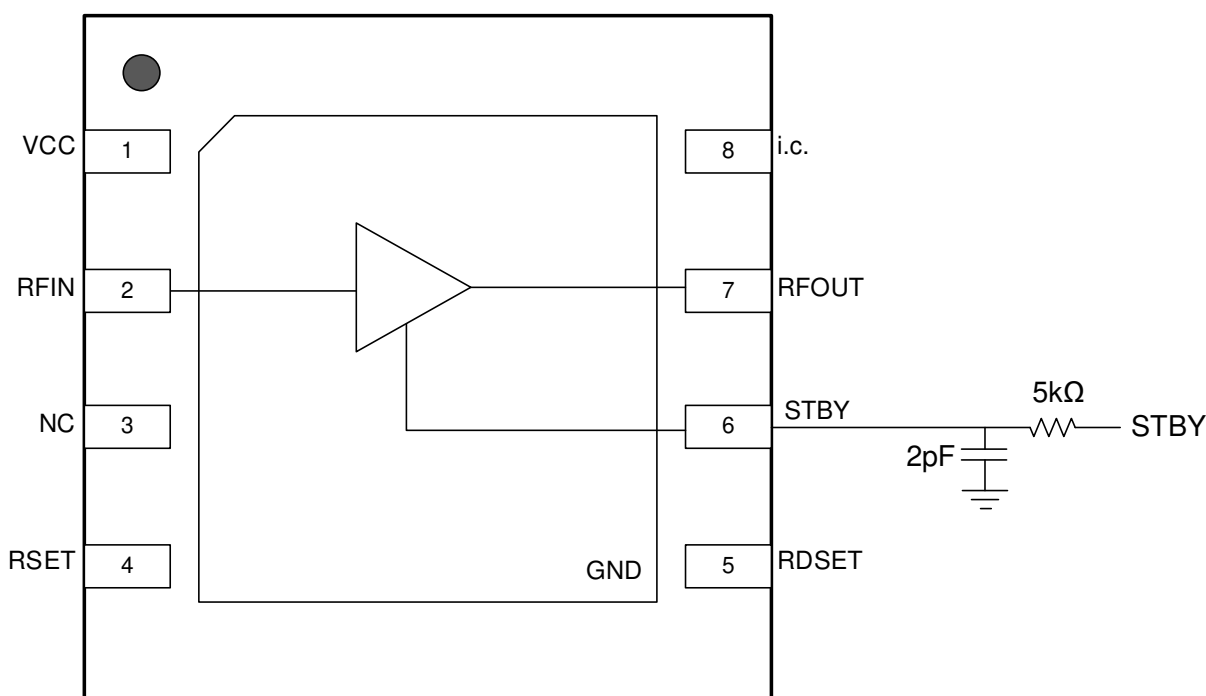 VCC 1 8 i.c.
RFIN 2 7 RFOUT
NC 3 6 STBY 5kΩ STBY
2pF
RSET 4 GND 5 RDSET